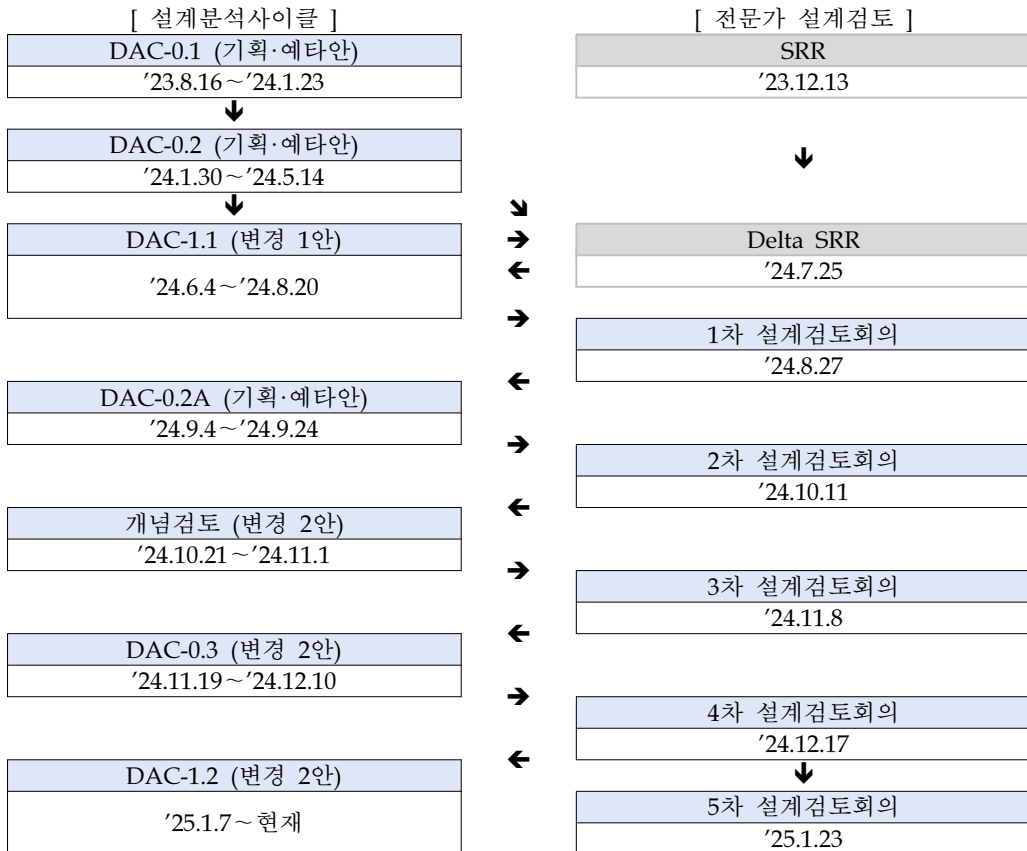 [ 설계분석사이클 ]
[ 전문가 설계검토 ]
DAC-0.1 (기획·예타안)
SRR
′23.8.16～′24.1.23
′23.12.13
🡻
DAC-0.2 (기획·예타안)
🡻
′24.1.30～′24.5.14
🡻
🡾
DAC-1.1 (변경 1안)
🡺
Delta SRR
🡸
′24.7.25
′24.6.4～′24.8.20
🡺
1차 설계검토회의
′24.8.27
🡸
DAC-0.2A (기획·예타안)
′24.9.4～′24.9.24
🡺
2차 설계검토회의
′24.10.11
🡸
개념검토 (변경 2안)
′24.10.21～′24.11.1
🡺
3차 설계검토회의
′24.11.8
🡸
DAC-0.3 (변경 2안)
′24.11.19～′24.12.10
🡺
4차 설계검토회의
′24.12.17
🡸
DAC-1.2 (변경 2안)
🡻
5차 설계검토회의
′25.1.7～현재
′25.1.23